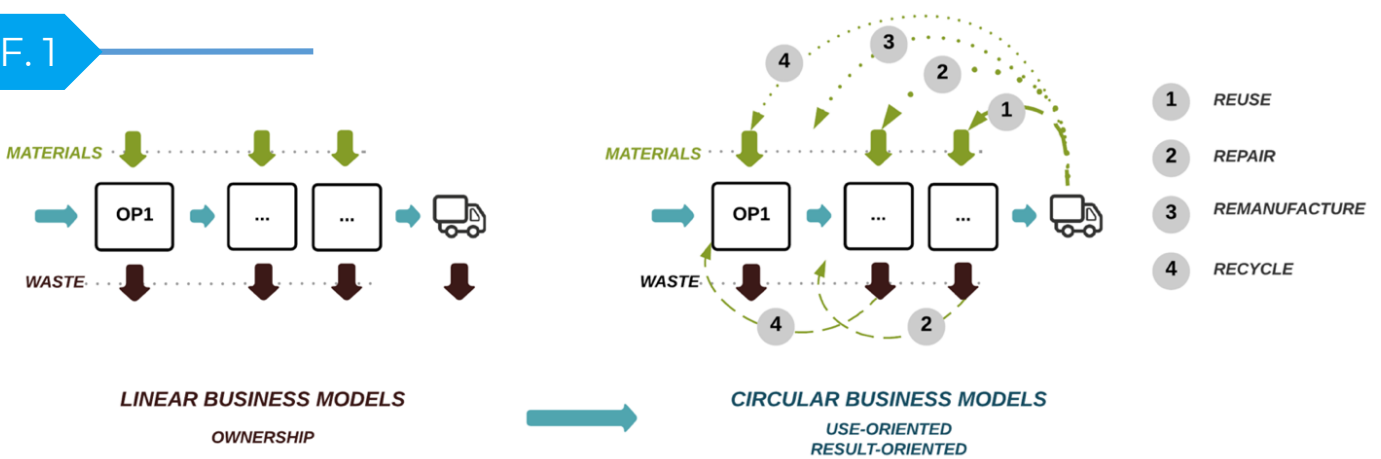 F. 1
4
3
2
1
1 REUSE
MATERIALS
MATERIALS
2 REPAIR
OP1
...
...
OP1
...
...
3 REMANUFACTURE
WASTE
WASTE
4 RECYCLE
4
2
LINEAR BUSINESS MODELS
OWNERSHIP
CIRCULAR BUSINESS MODELS
USE-ORIENTED
RESULT-ORIENTED